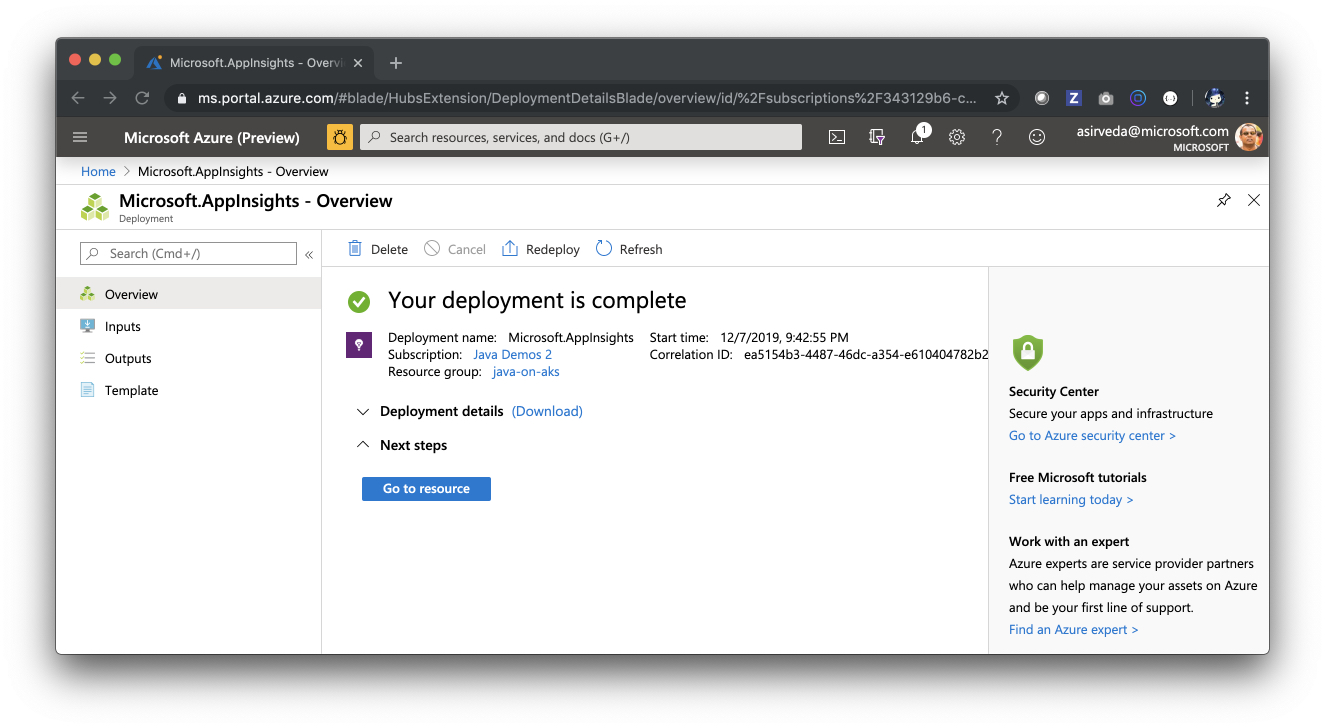 Microsoft.AppInsights - Overvi
ms.portal.azure.com/#blade/HubsExtension/DeploymentDetailsBlade/overview/id/%2Fsubscriptions%2F343129b6-c...
Z
Microsoft Azure (Preview)
Search resources, services, and docs (G+/)
1
asirveda@microsoft.com
MICROSOFT
Home > Microsoft.AppInsights - Overview
Microsoft.AppInsights - Overview
Deployment
Search (Cmd+/)
«
Overview
Inputs
Outputs
Template
Delete Cancel Redeploy Refresh
Your deployment is complete
Deployment name: Microsoft.AppInsights Start time: 12/7/2019, 9:42:55 PM
Subscription: Java Demos 2 Correlation ID: ea5154b3-4487-46dc-a354-e610404782b2
Resource group: java-on-aks
Deployment details (Download)
Next steps
Go to resource
Security Center
Secure your apps and infrastructure
Go to Azure security center >
Free Microsoft tutorials
Start learning today >
Work with an expert
Azure experts are service provider partners
who can help manage your assets on Azure
and be your first line of support.
Find an Azure expert >